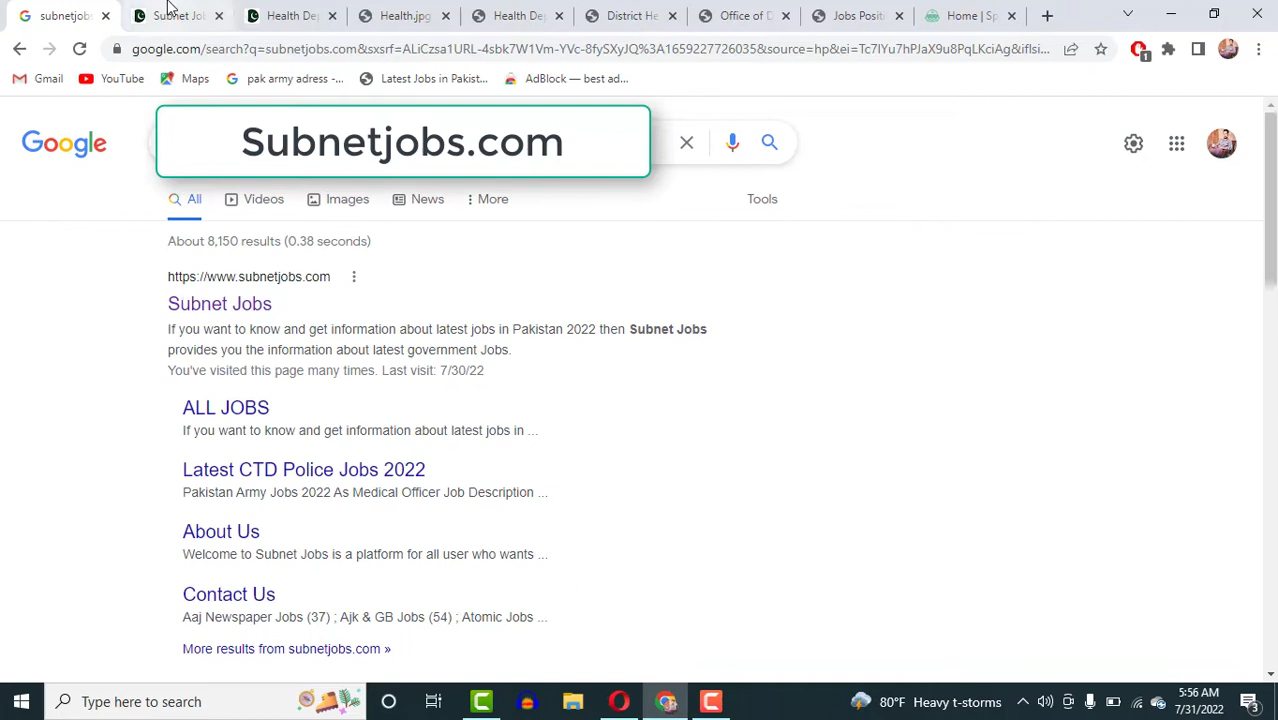 subnetjobs
Subnet Job
Health De
Health.jpg
Health De
District He
Office of D
Jobs Positi
Home | Sp
google.com/search?q=subnetjobs.com&sxsrf=ALiCzsa1URL-4sbk7W1Vm-YVc-8fySXyJQ%3A1659227726035&source=hp&ei=Tc7lYu7hPJaX9u8PqLKciAg&iflsi...
1
Gmail
YouTube
Maps
pak army adress -...
Latest Jobs in Pakist...
AdBlock — best ad...
Google
Subnetjobs.com
All
Videos
Images
News
More
Tools
About 8,150 results (0.38 seconds)
https://www.subnetjobs.com
Subnet Jobs
If you want to know and get information about latest jobs in Pakistan 2022 then Subnet Jobs
provides you the information about latest government Jobs.
You've visited this page many times. Last visit: 7/30/22
ALL JOBS
If you want to know and get information about latest jobs in ...
Latest CTD Police Jobs 2022
Pakistan Army Jobs 2022 As Medical Officer Job Description ...
About Us
Welcome to Subnet Jobs is a platform for all user who wants ...
Contact Us
Aaj Newspaper Jobs (37) ; Ajk & GB Jobs (54) ; Atomic Jobs ...
More results from subnetjobs.com »
Type here to search
80°F Heavy t-storms
5:56 AM
7/31/2022
3